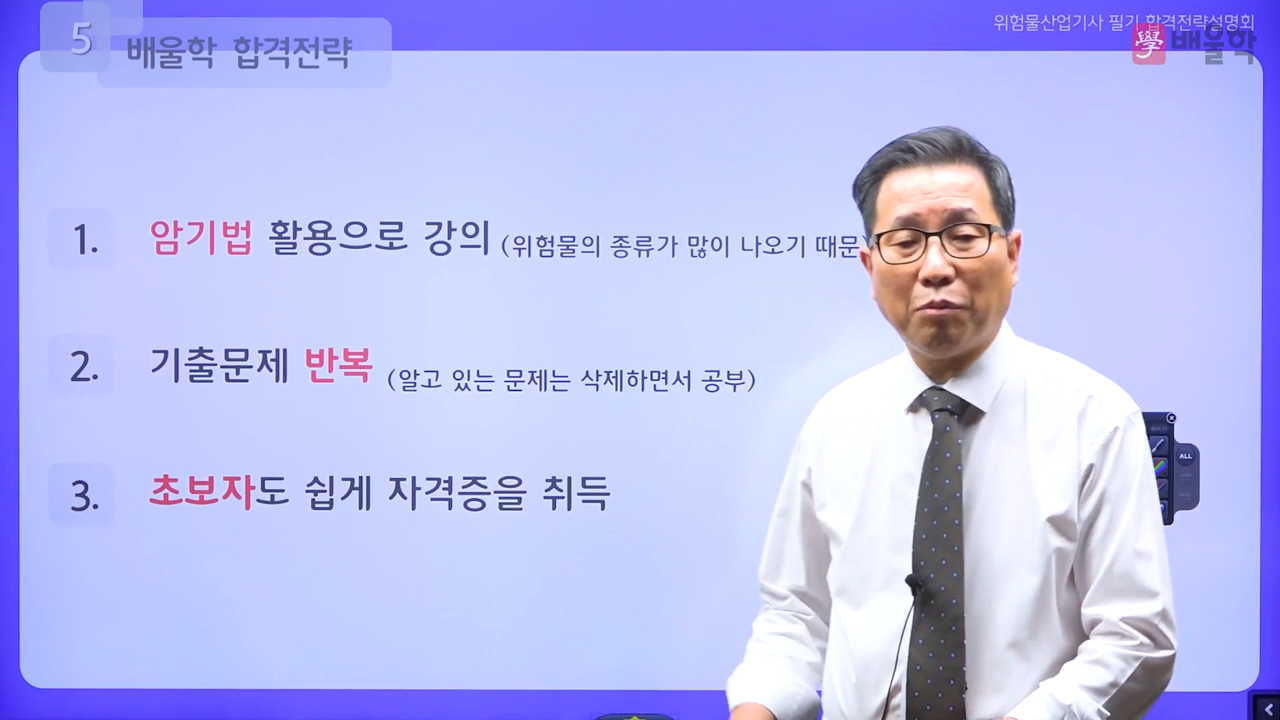 위험물산업기사 필기 합격전략설명회
學 배울학
5 배울학 합격전략
1. 암기법 활용으로 강의 (위험물의 종류가 많이 나오기 때문
2. 기출문제 반복 (알고 있는 문제는 삭제하면서 공부)
3. 초보자도 쉽게 자격증을 취득
ALL